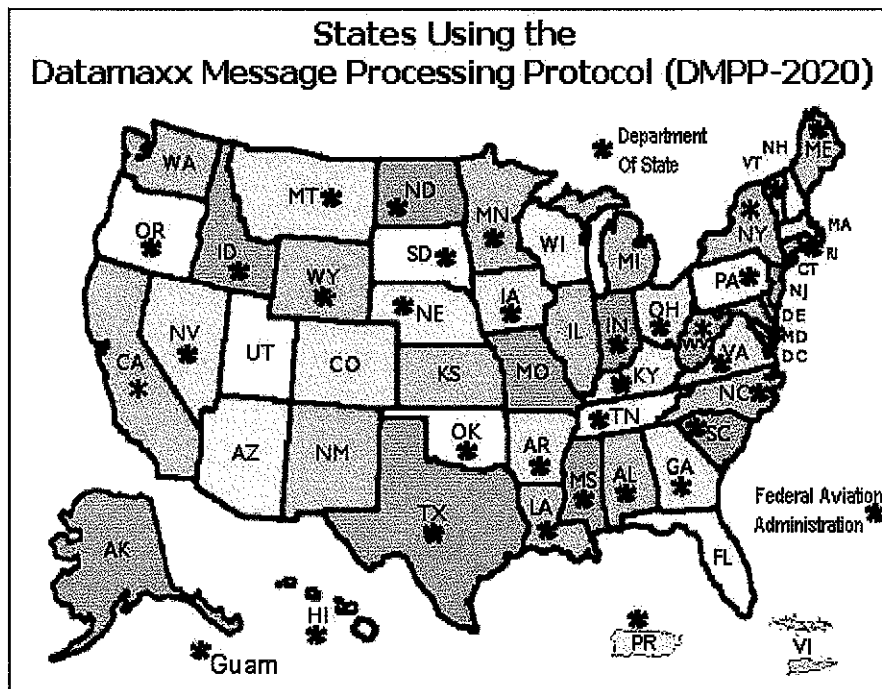 States Using the
Datamaxx Message Processing Protocol (DMPP-2020)
Department
Of State
NH
VT
ME
WA
MT
ND
MN
OR
ID
SD
WI
MI
NY
MA
RI
WY
CT
PA
NJ
IA
NE
OH
DE
NV
IL
IN
WV
MD
UT
CA
CO
VA
DC
KS
MO
KY
NC
TN
OK
AR
SC
AZ
NM
MS
AL
GA
TX
LA
Federal Aviation
Administration
AK
FL
HI
Guam
PR
VI